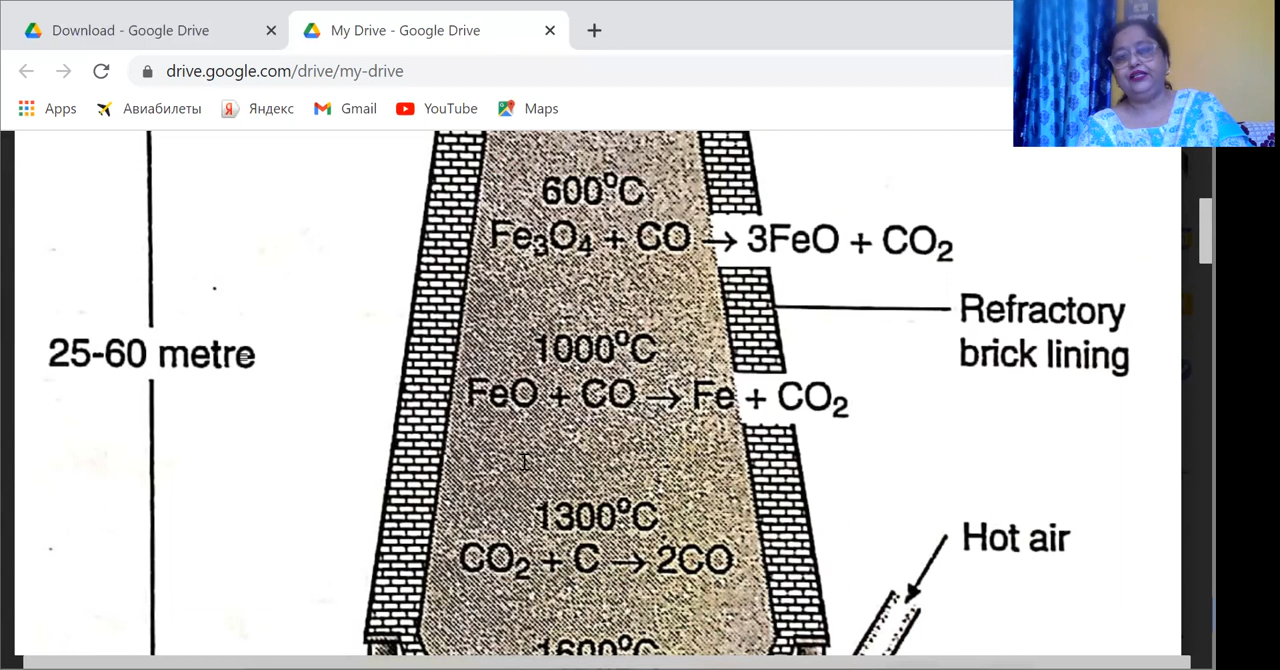 Download - Google Drive
My Drive - Google Drive
drive.google.com/drive/my-drive
Apps
Авиабилеты
Яндекс
Gmail
YouTube
Maps
600°C
Fe₃O₄ + CO → 3FeO + CO₂
Refractory
brick lining
25-60 metre
1000°C
FeO + CO → Fe + CO₂
1300°C
CO₂ + C → 2CO
Hot air
1600°C